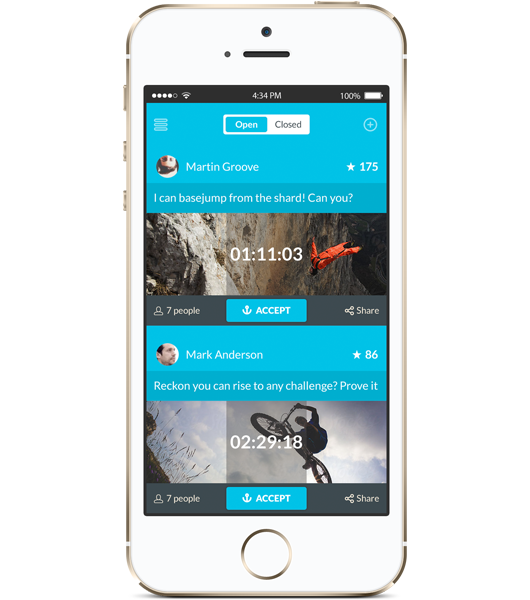 4:34 PM
100%
Open Closed
Martin Groove
175
I can basejump from the shard! Can you?
01:11:03
7 people ACCEPT Share
Mark Anderson
86
Reckon you can rise to any challenge? Prove it
02:29:18
7 people ACCEPT Share